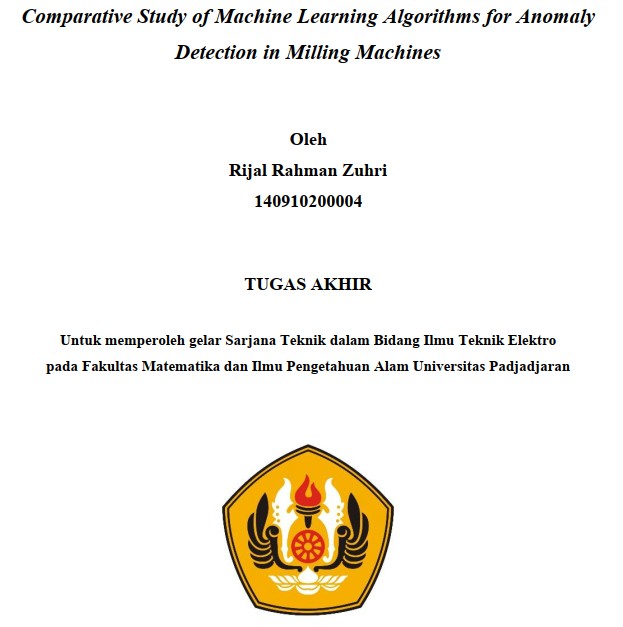 Comparative Study of Machine Learning Algorithms for Anomaly
Detection in Milling Machines
Oleh
Rijal Rahman Zuhri
140910200004
TUGAS AKHIR
Untuk memperoleh gelar Sarjana Teknik dalam Bidang Ilmu Teknik Elektro
pada Fakultas Matematika dan Ilmu Pengetahuan Alam Universitas Padjadjaran